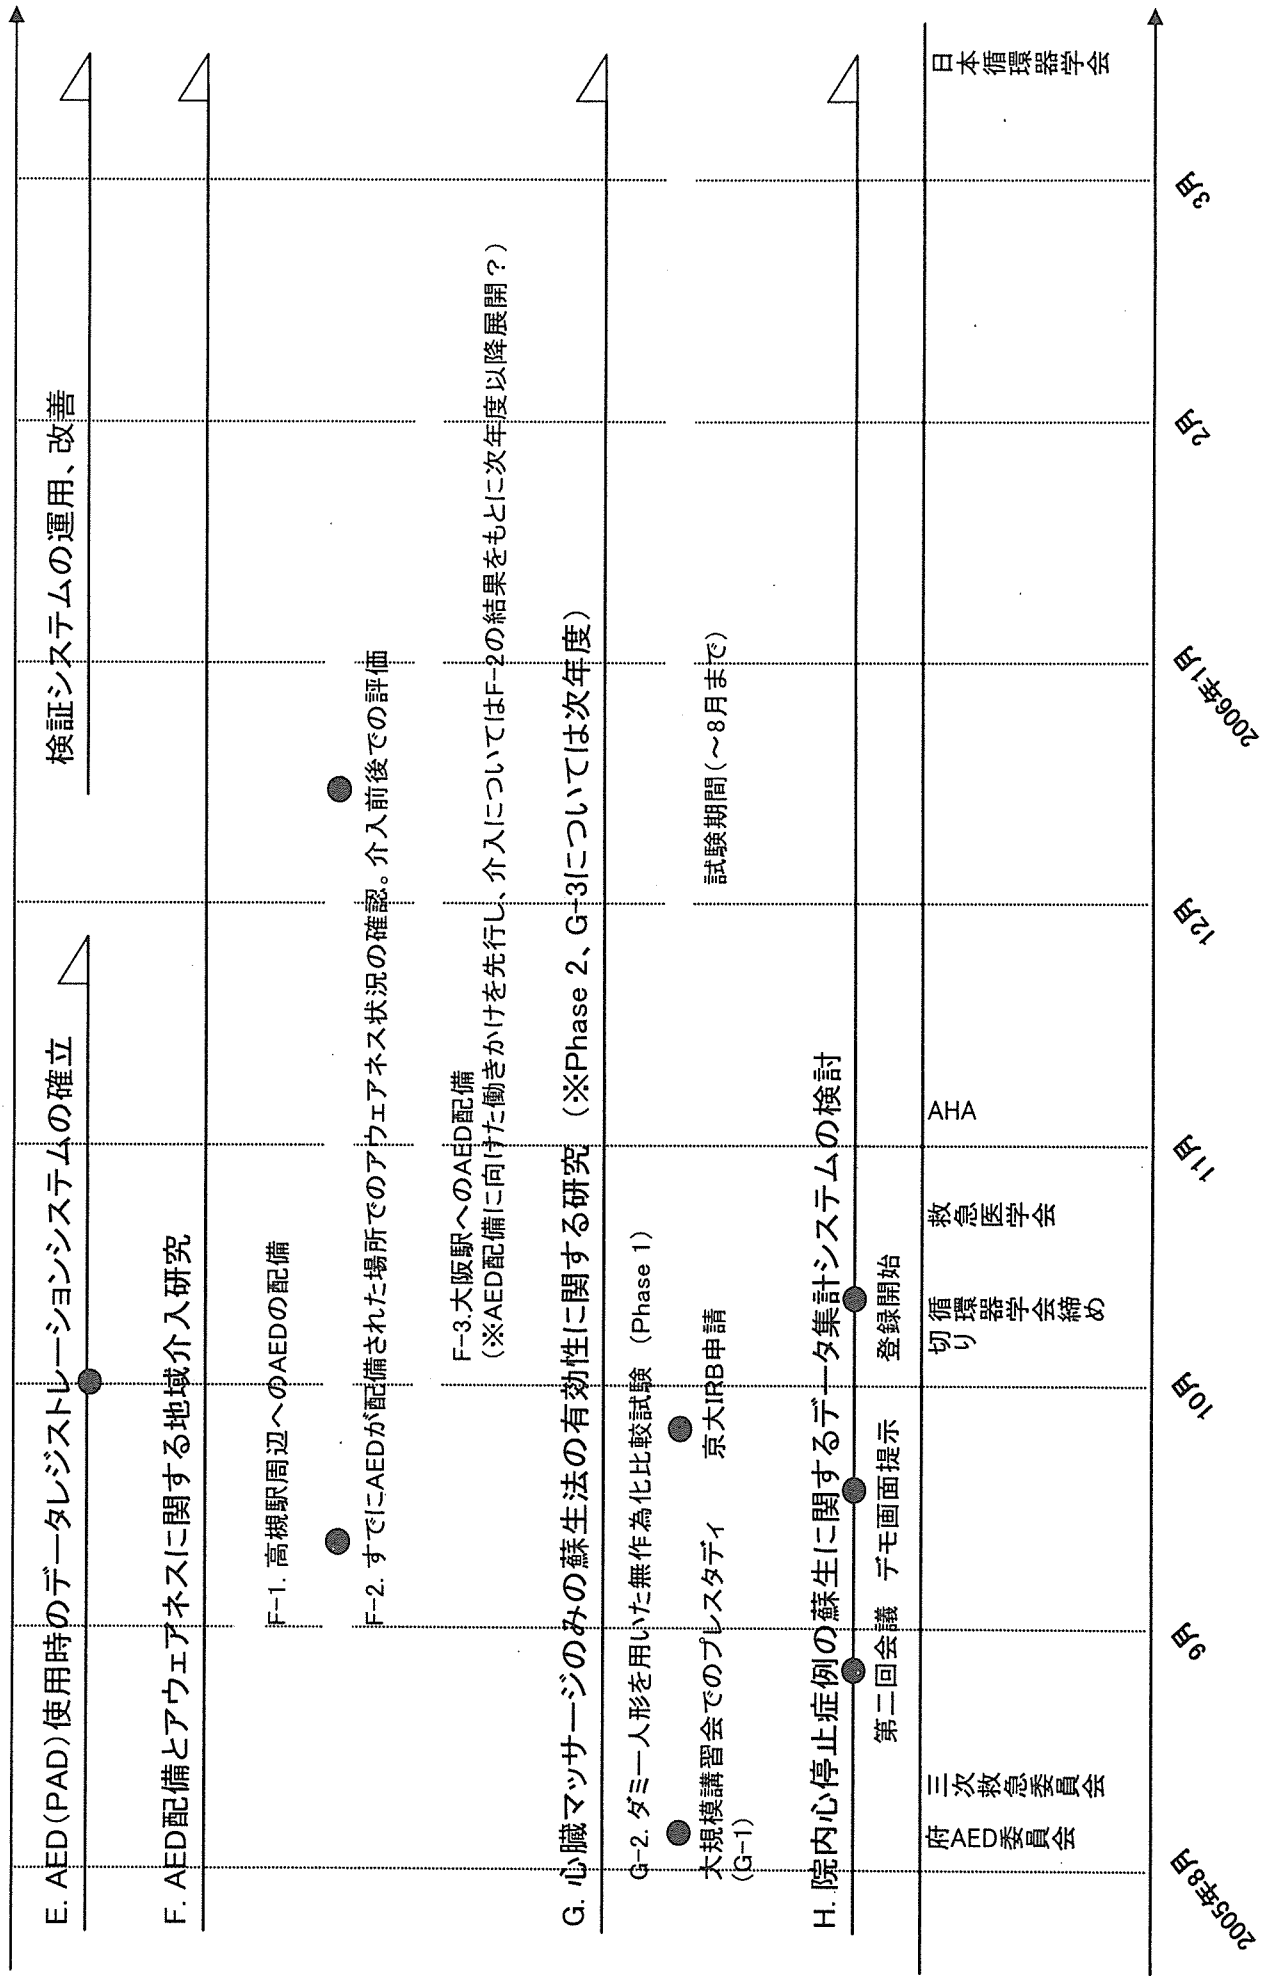 E. AED(PAD)使用時のデータレジストレーションシステムの確立
検証システムの運用、改善
F. AED配備とアウェアネスに関する地域介入研究
F-1. 高槻駅周辺へのAEDの配備
F-2. すでにAEDが配備された場所でのアウェアネス状況の確認。介入前後での評価
F-3.大阪駅へのAED配備
(※AED配備に向けた働きかけを先行し、介入についてはF-2の結果をもとに次年度以降展開？)
G. 心臓マッサージのみの蘇生法の有効性に関する研究 (※Phase 2、G-3については次年度)
G-2. ダミー人形を用いた無作為化比較試験 (Phase 1)
大規模講習会でのプレスタディ
(G-1)
京大IRB申請
試験期間(～8月まで)
H. 院内心停止症例の蘇生に関するデータ集計システムの検討
第二回会議
デモ画面提示
登録開始
府AED委員会
三次救急委員会
循環器学会締め
切り
救急医学会
AHA
日本循環器学会
2005年8月
9月
10月
11月
12月
2006年1月
2月
3月